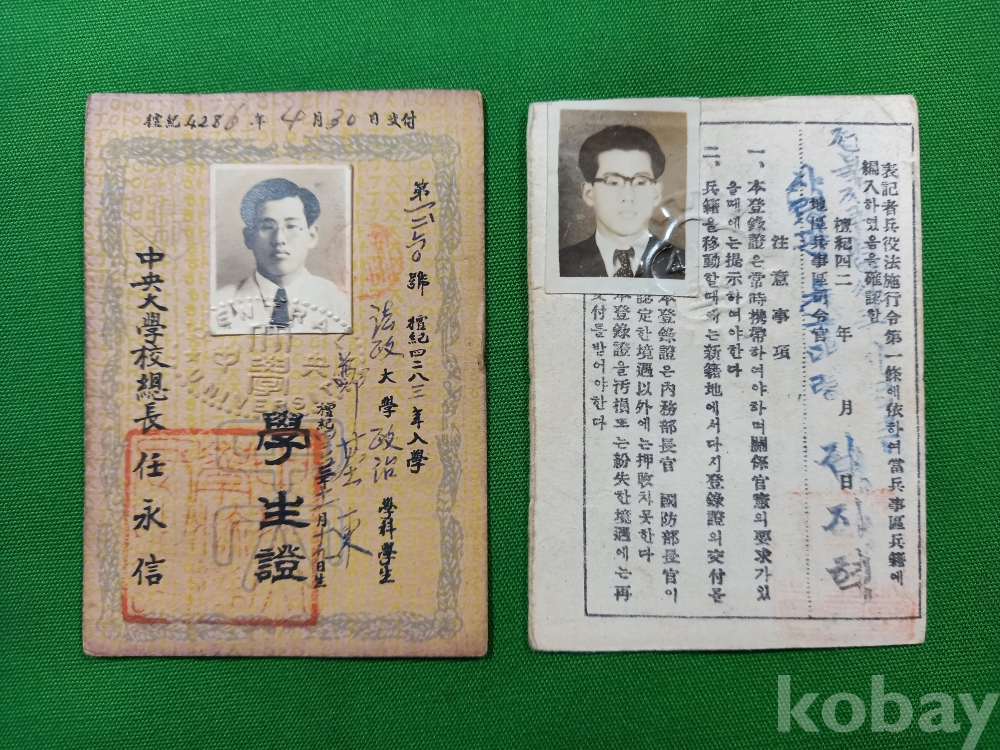 檀紀4286年 4月30日交付
第一二六0號
檀紀四二八三年入學
法政大學政治學科學生
檀紀
月十九日生
學生證
中央大學校總長 任永信
CENTRAL
UNIVERSITY
中央
表記者兵役法施行令第一條에依하여當兵事區兵籍에
編入하였음을確認함
檀紀四二 年 月 日
地區兵事區司令官
注意事項
一、本登錄證은常時携帶하여야하며關係官憲의要求가있
을때에는提示하여야한다
二、兵籍을移動할때에는新籍地에서다시登錄證의交付를
本登錄證은內務部長官 國防部長官이
認定한境遇以外에는押收치못한다
本登錄證을汚損또는紛失한境遇에는再
交付를받어야한다
kobay